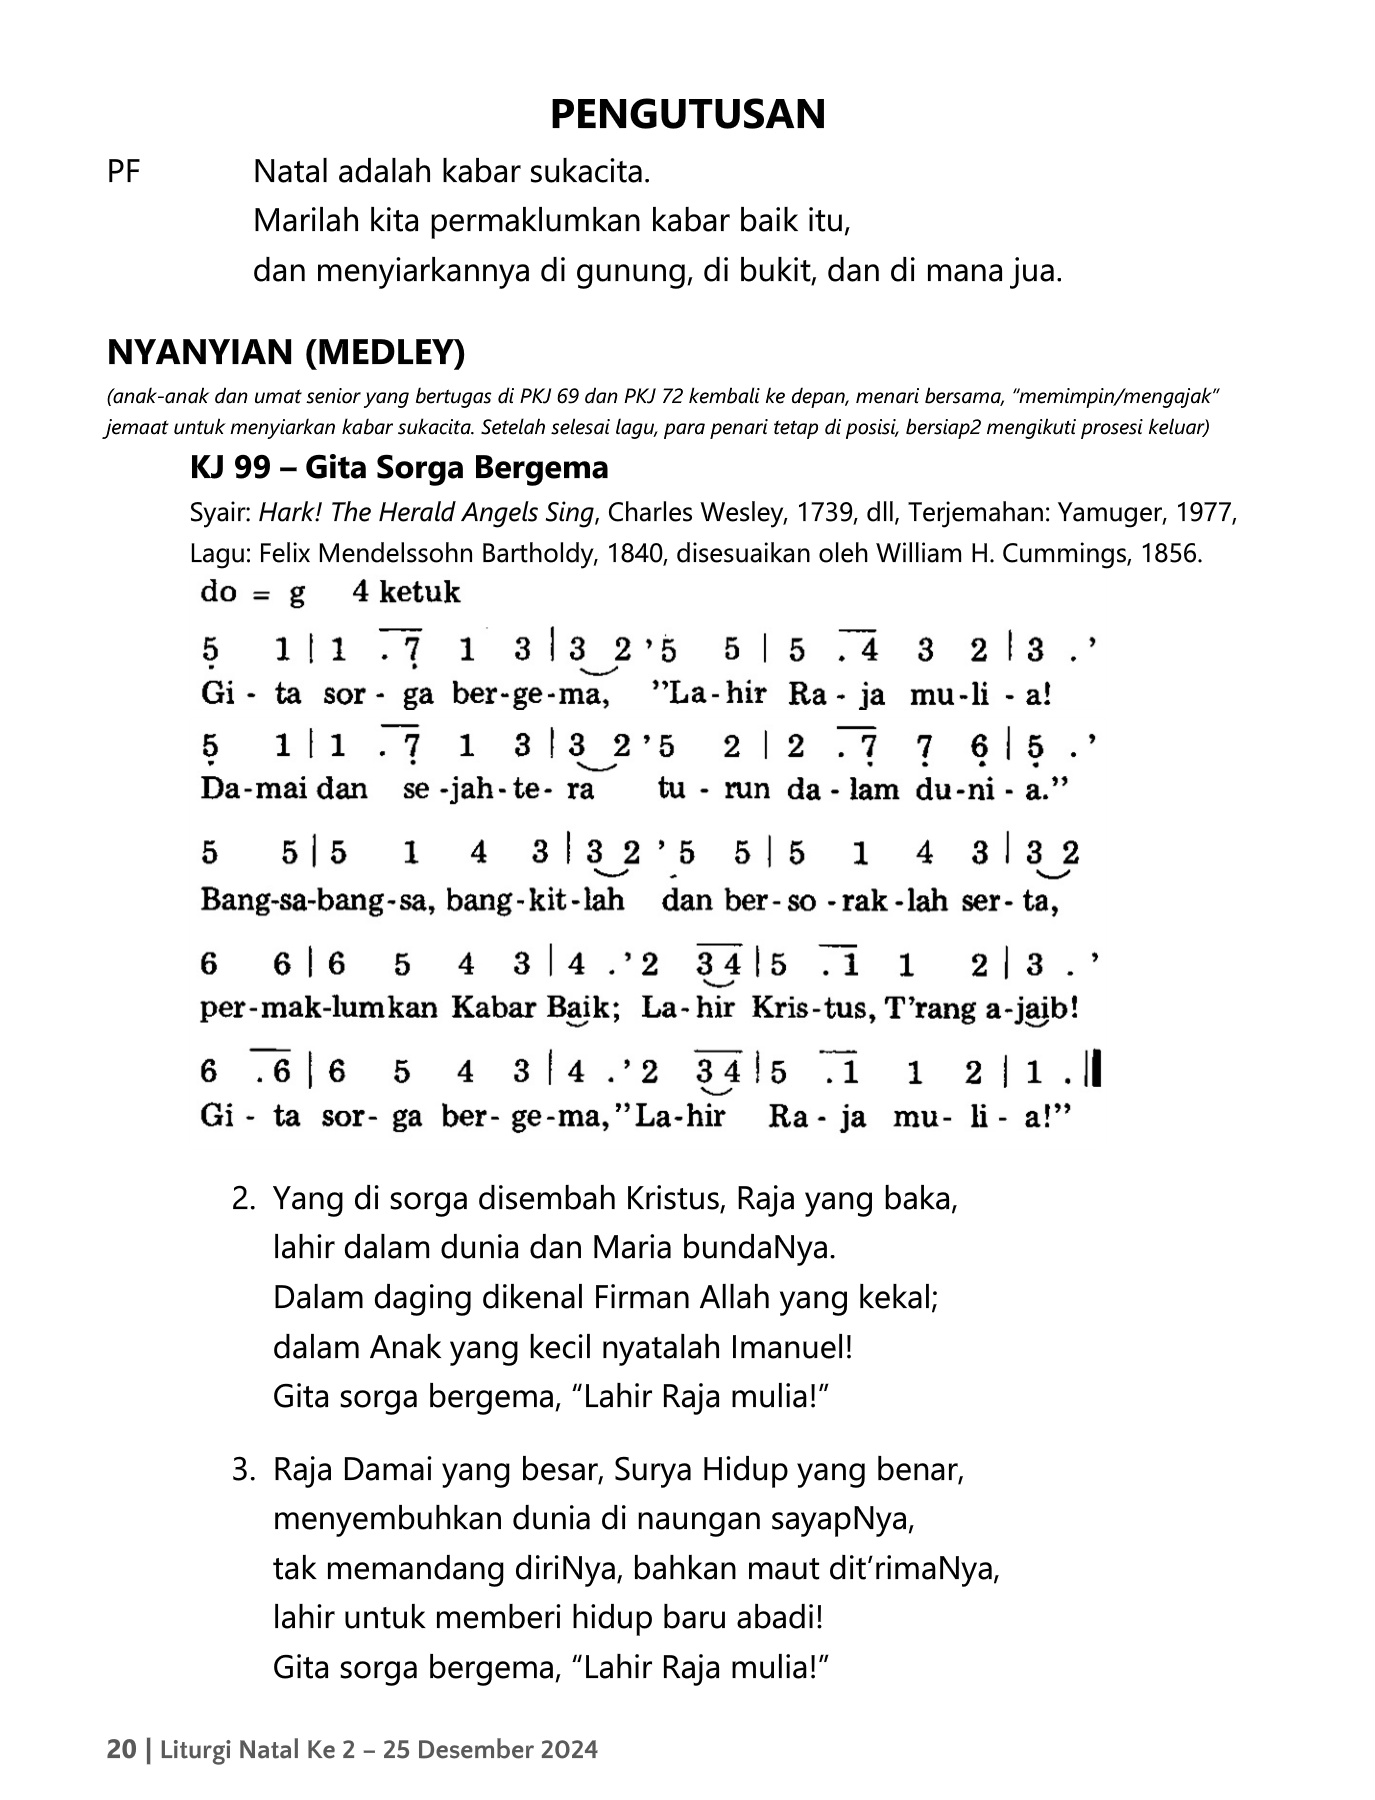 PENGUTUSAN
PF Natal adalah kabar sukacita.
Marilah kita permaklumkan kabar baik itu,
dan menyiarkannya di gunung, di bukit, dan di mana jua.
NYANYIAN (MEDLEY)
(anak-anak dan umat senior yang bertugas di PKJ 69 dan PKJ 72 kembali ke depan, menari bersama, “memimpin/mengajak”
jemaat untuk menyiarkan kabar sukacita. Setelah selesai lagu, para penari tetap di posisi, bersiap2 mengikuti prosesi keluar)
KJ 99 – Gita Sorga Bergema
Syair: Hark! The Herald Angels Sing, Charles Wesley, 1739, dll, Terjemahan: Yamuger, 1977,
Lagu: Felix Mendelssohn Bartholdy, 1840, disesuaikan oleh William H. Cummings, 1856.
do = g 4 ketuk
5̣ 1 | 1 . 7̣ 1 3 | 3 2 ’ 5 5 | 5 . 4 3 2 | 3 . ’
Gi - ta sor - ga ber-ge-ma, ”La-hir Ra - ja mu-li - a!
5̣ 1 | 1 . 7̣ 1 3 | 3 2 ’ 5 2 | 2 . 7̣ 7̣ 6̣ | 5̣ . ’
Da-mai dan se -jah-te- ra tu - run da - lam du-ni - a.”
5 5 | 5 1 4 3 | 3 2 ’ 5 5 | 5 1 4 3 | 3 2
Bang-sa-bang-sa, bang-kit-lah dan ber-so -rak-lah ser- ta,
6 6 | 6 5 4 3 | 4 . ’ 2 3 4 | 5 . 1 1 2 | 3 . ’
per-mak-lumkan Kabar Baik; La-hir Kris-tus, T’rang a-jaib!
6 . 6 | 6 5 4 3 | 4 . ’ 2 3 4 | 5 . 1 1 2 | 1 . ||
Gi - ta sor- ga ber- ge-ma,”La-hir Ra - ja mu- li - a!”
2. Yang di sorga disembah Kristus, Raja yang baka,
lahir dalam dunia dan Maria bundaNya.
Dalam daging dikenal Firman Allah yang kekal;
dalam Anak yang kecil nyatalah Imanuel!
Gita sorga bergema, “Lahir Raja mulia!”
3. Raja Damai yang besar, Surya Hidup yang benar,
menyembuhkan dunia di naungan sayapNya,
tak memandang diriNya, bahkan maut dit’rimaNya,
lahir untuk memberi hidup baru abadi!
Gita sorga bergema, “Lahir Raja mulia!”
20 | Liturgi Natal Ke 2 – 25 Desember 2024